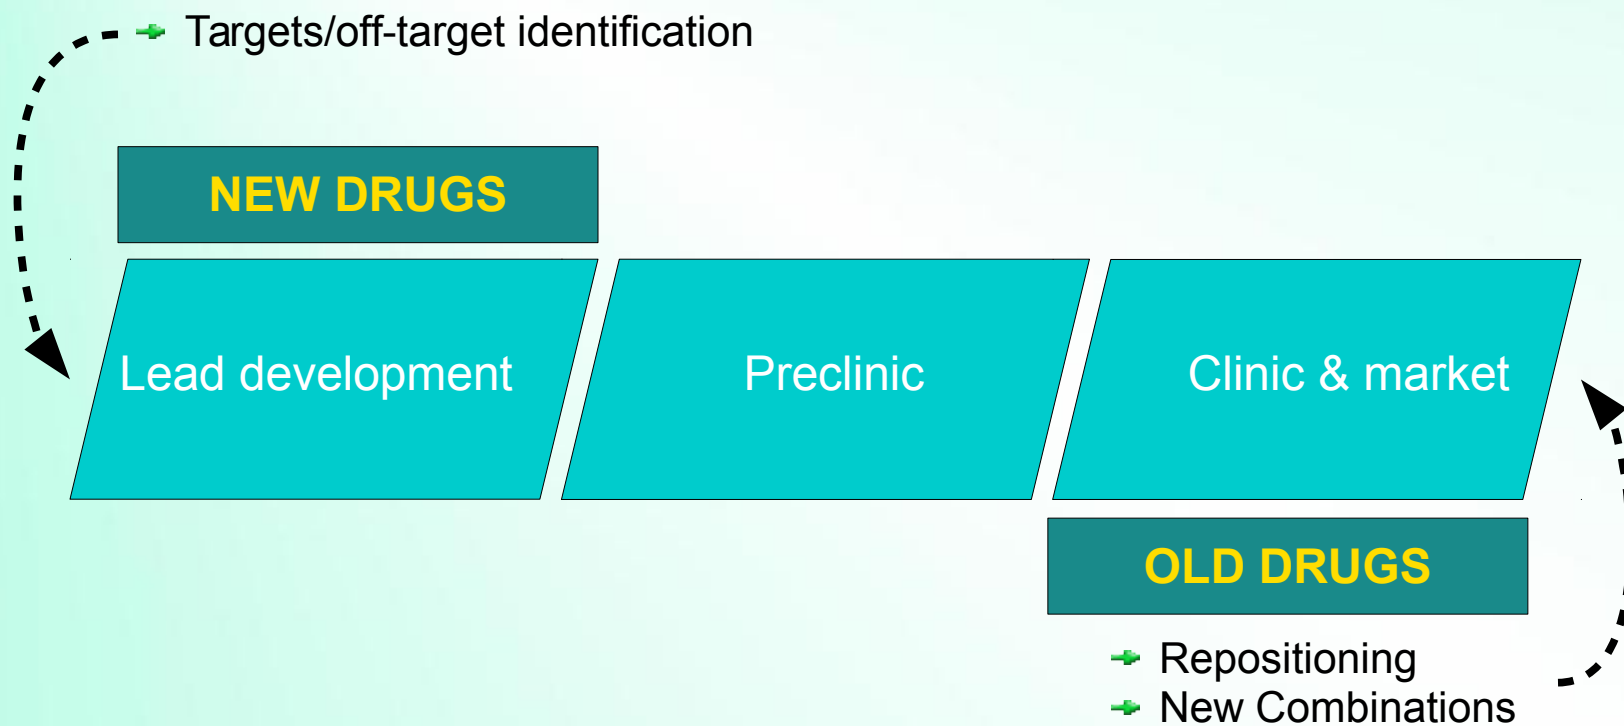 Targets/off-target identification
NEW DRUGS
Lead development
Preclinic
Clinic & market
OLD DRUGS
Repositioning
New Combinations